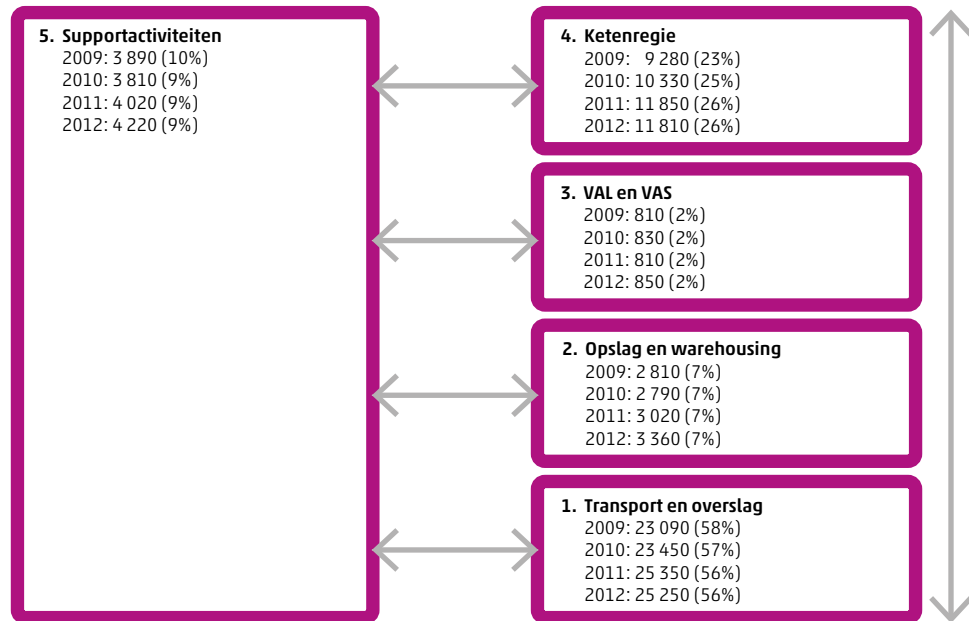 5. Supportactiviteiten
2009: 3 890 (10%)
2010: 3 810 (9%)
2011: 4 020 (9%)
2012: 4 220 (9%)
4. Ketenregie
2009: 9 280 (23%)
2010: 10 330 (25%)
2011: 11 850 (26%)
2012: 11 810 (26%)
3. VAL en VAS
2009: 810 (2%)
2010: 830 (2%)
2011: 810 (2%)
2012: 850 (2%)
2. Opslag en warehousing
2009: 2 810 (7%)
2010: 2 790 (7%)
2011: 3 020 (7%)
2012: 3 360 (7%)
1. Transport en overslag
2009: 23 090 (58%)
2010: 23 450 (57%)
2011: 25 350 (56%)
2012: 25 250 (56%)